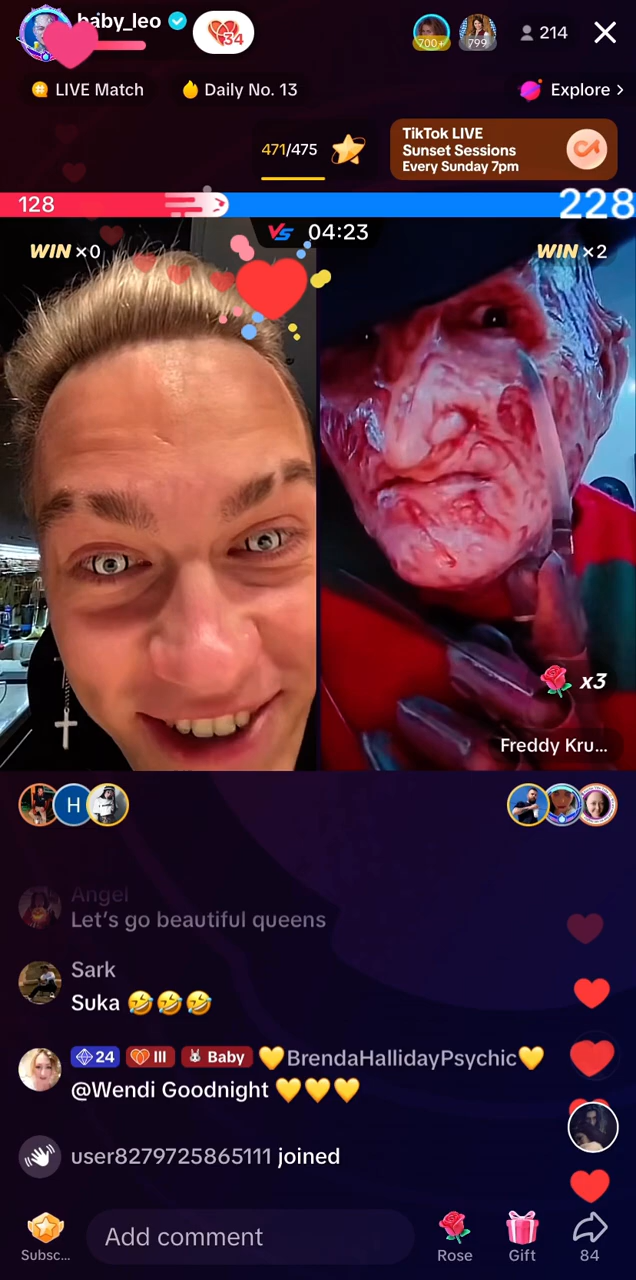 baby_leo
34
700+
799
214
LIVE Match
Daily No. 13
Explore
471/475
TikTok LIVE
Sunset Sessions
Every Sunday 7pm
128
228
VS 04:23
WIN ×0
WIN ×2
x3
Freddy Kru...
H
Angel
Let's go beautiful queens
Sark
Suka 🤣🤣🤣
24 III Baby 💛BrendaHallidayPsychic💛
@Wendi Goodnight 💛💛💛
user8279725865111 joined
Add comment
Subsc...
Rose
Gift
84